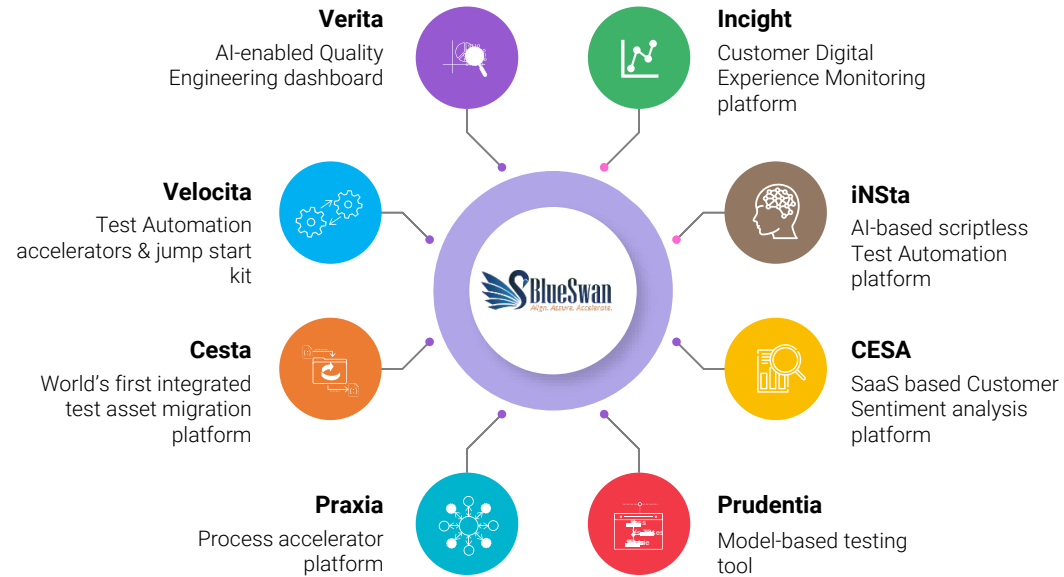 Verita
AI-enabled Quality
Engineering dashboard
Incight
Customer Digital
Experience Monitoring
platform
Velocita
Test Automation
accelerators & jump start
kit
iNSta
AI-based scriptless
Test Automation
platform
BlueSwan
Align. Assure. Accelerate.
Cesta
World's first integrated
test asset migration
platform
CESA
SaaS based Customer
Sentiment analysis
platform
Praxia
Process accelerator
platform
Prudentia
Model-based testing
tool